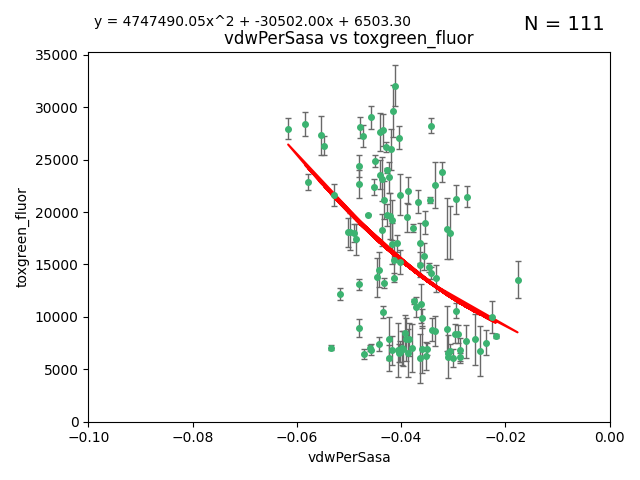 y = 4747490.05x^2 + -30502.00x + 6503.30
N = 111
vdwPerSasa vs toxgreen_fluor
35000
30000
25000
20000
15000
10000
5000
0
toxgreen_fluor
−0.10 −0.08 −0.06 −0.04 −0.02 0.00
vdwPerSasa